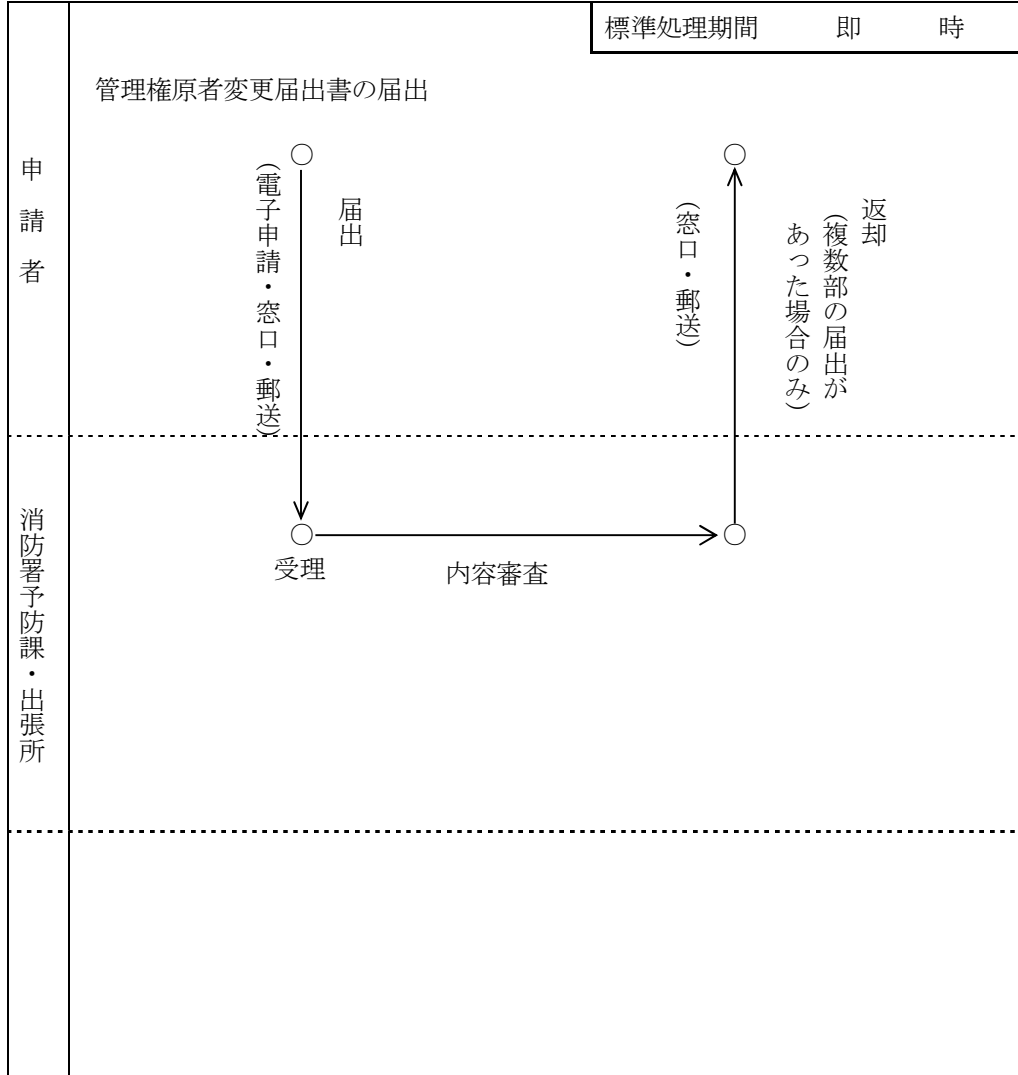 標準処理期間 即 時
管理権原者変更届出書の届出
申請者
届出
(電子申請・窓口・郵送)
返却
(複数部の届出が
あった場合のみ)
(窓口・郵送)
消防署予防課・出張所
受理
内容審査